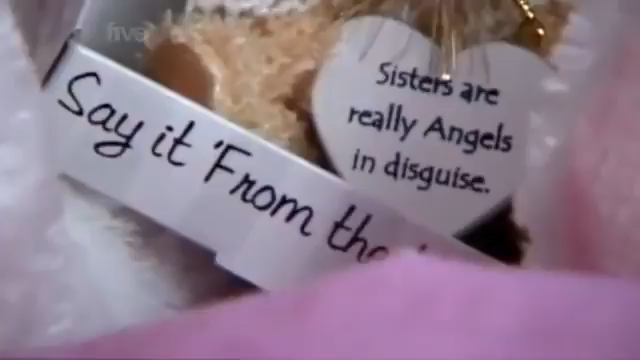 five
Say it 'From the
Sisters are
really Angels
in disguise.